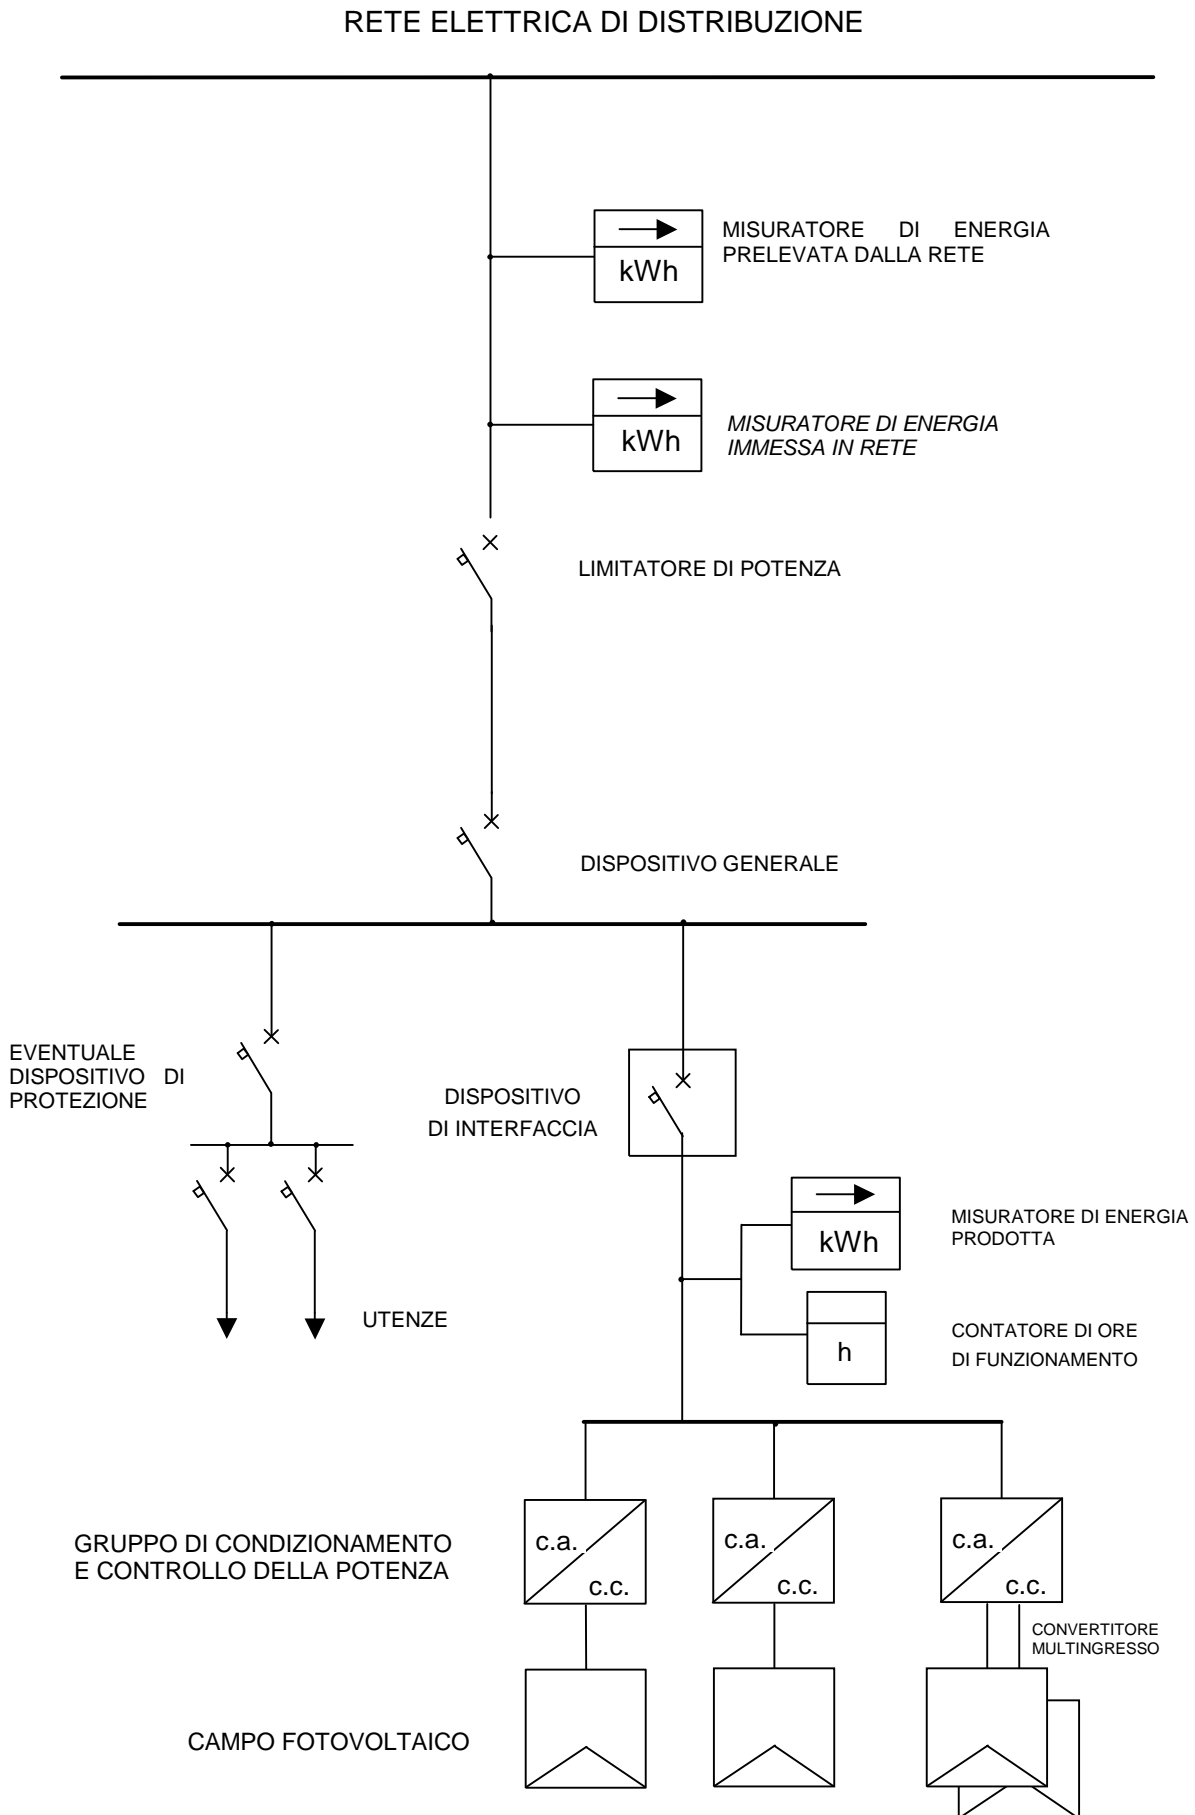 RETE ELETTRICA DI DISTRIBUZIONE
kWh
MISURATORE DI ENERGIA
PRELEVATA DALLA RETE
kWh
MISURATORE DI ENERGIA
IMMESSA IN RETE
LIMITATORE DI POTENZA
DISPOSITIVO GENERALE
EVENTUALE
DISPOSITIVO DI
PROTEZIONE
DISPOSITIVO
DI INTERFACCIA
kWh
MISURATORE DI ENERGIA
PRODOTTA
UTENZE
h
CONTATORE DI ORE
DI FUNZIONAMENTO
GRUPPO DI CONDIZIONAMENTO
E CONTROLLO DELLA POTENZA
c.a.
c.c.
c.a.
c.c.
c.a.
c.c.
CONVERTITORE
MULTINGRESSO
CAMPO FOTOVOLTAICO